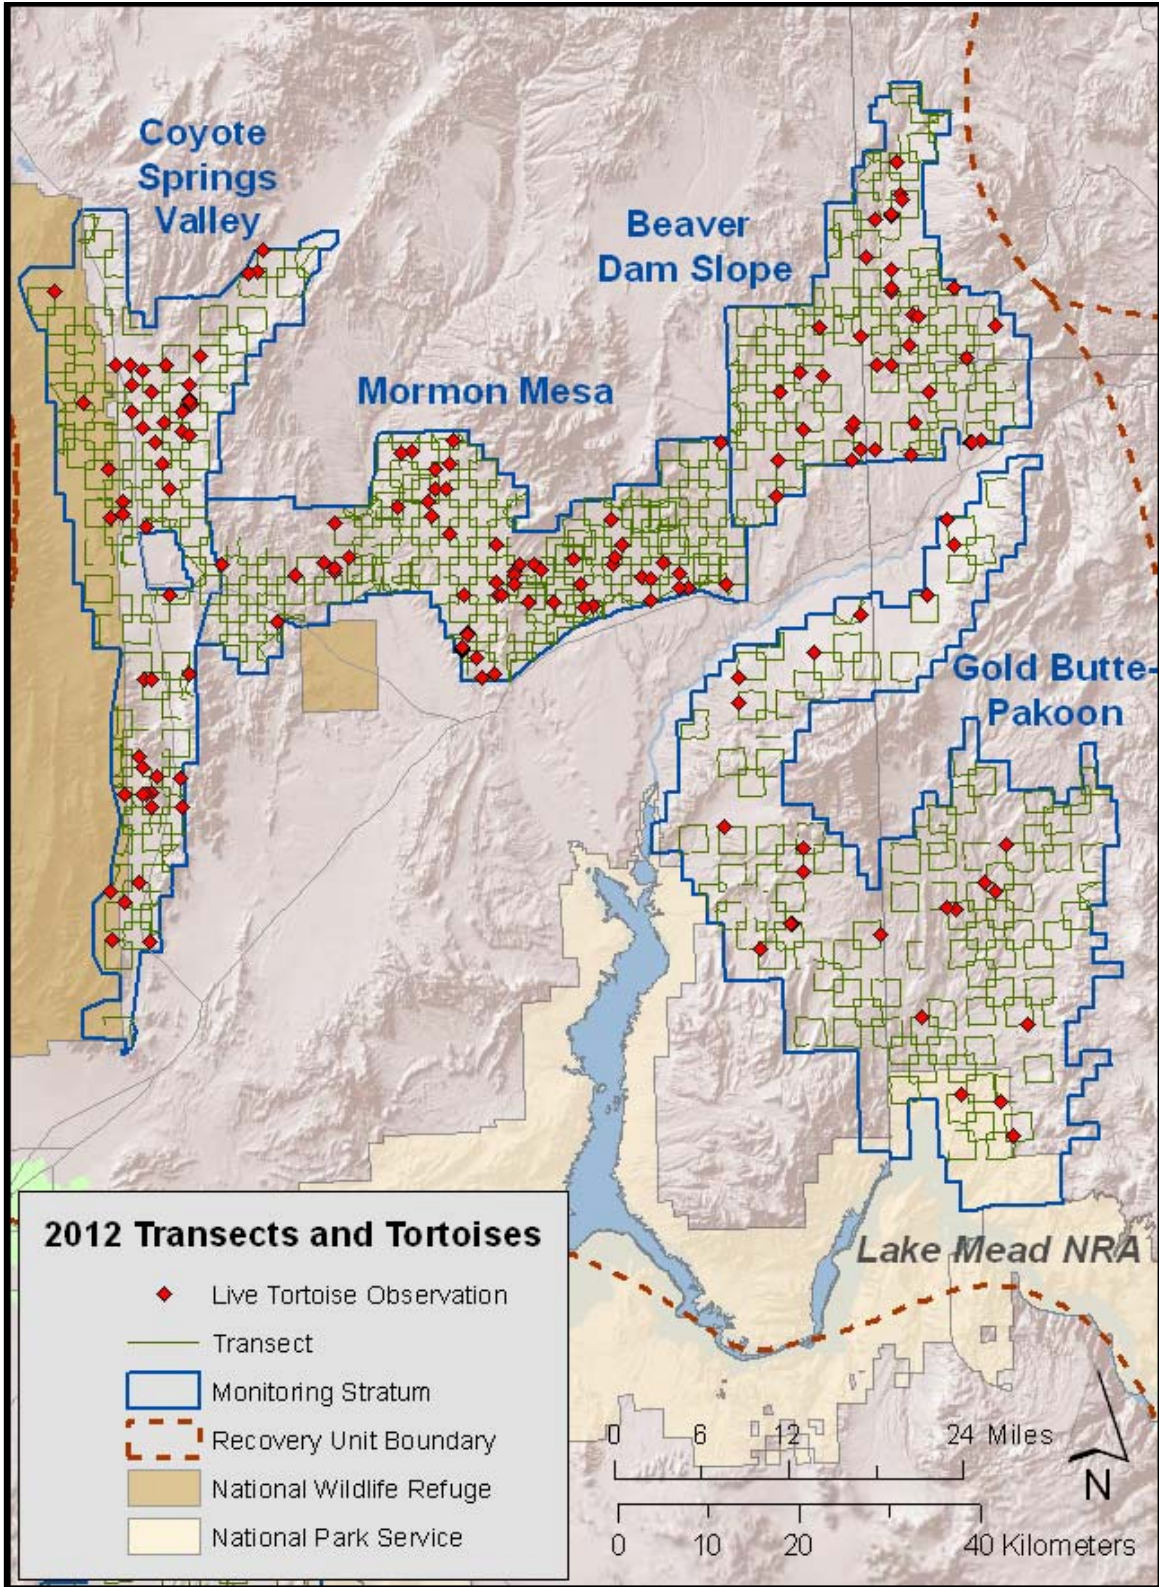 Coyote
Springs
Valley
Beaver
Dam Slope
Mormon Mesa
Gold Butte-
Pakoon
Lake Mead NRA
2012 Transects and Tortoises
Live Tortoise Observation
Transect
Monitoring Stratum
Recovery Unit Boundary
National Wildlife Refuge
National Park Service
0 6 12 24 Miles
N
0 10 20 40 Kilometers